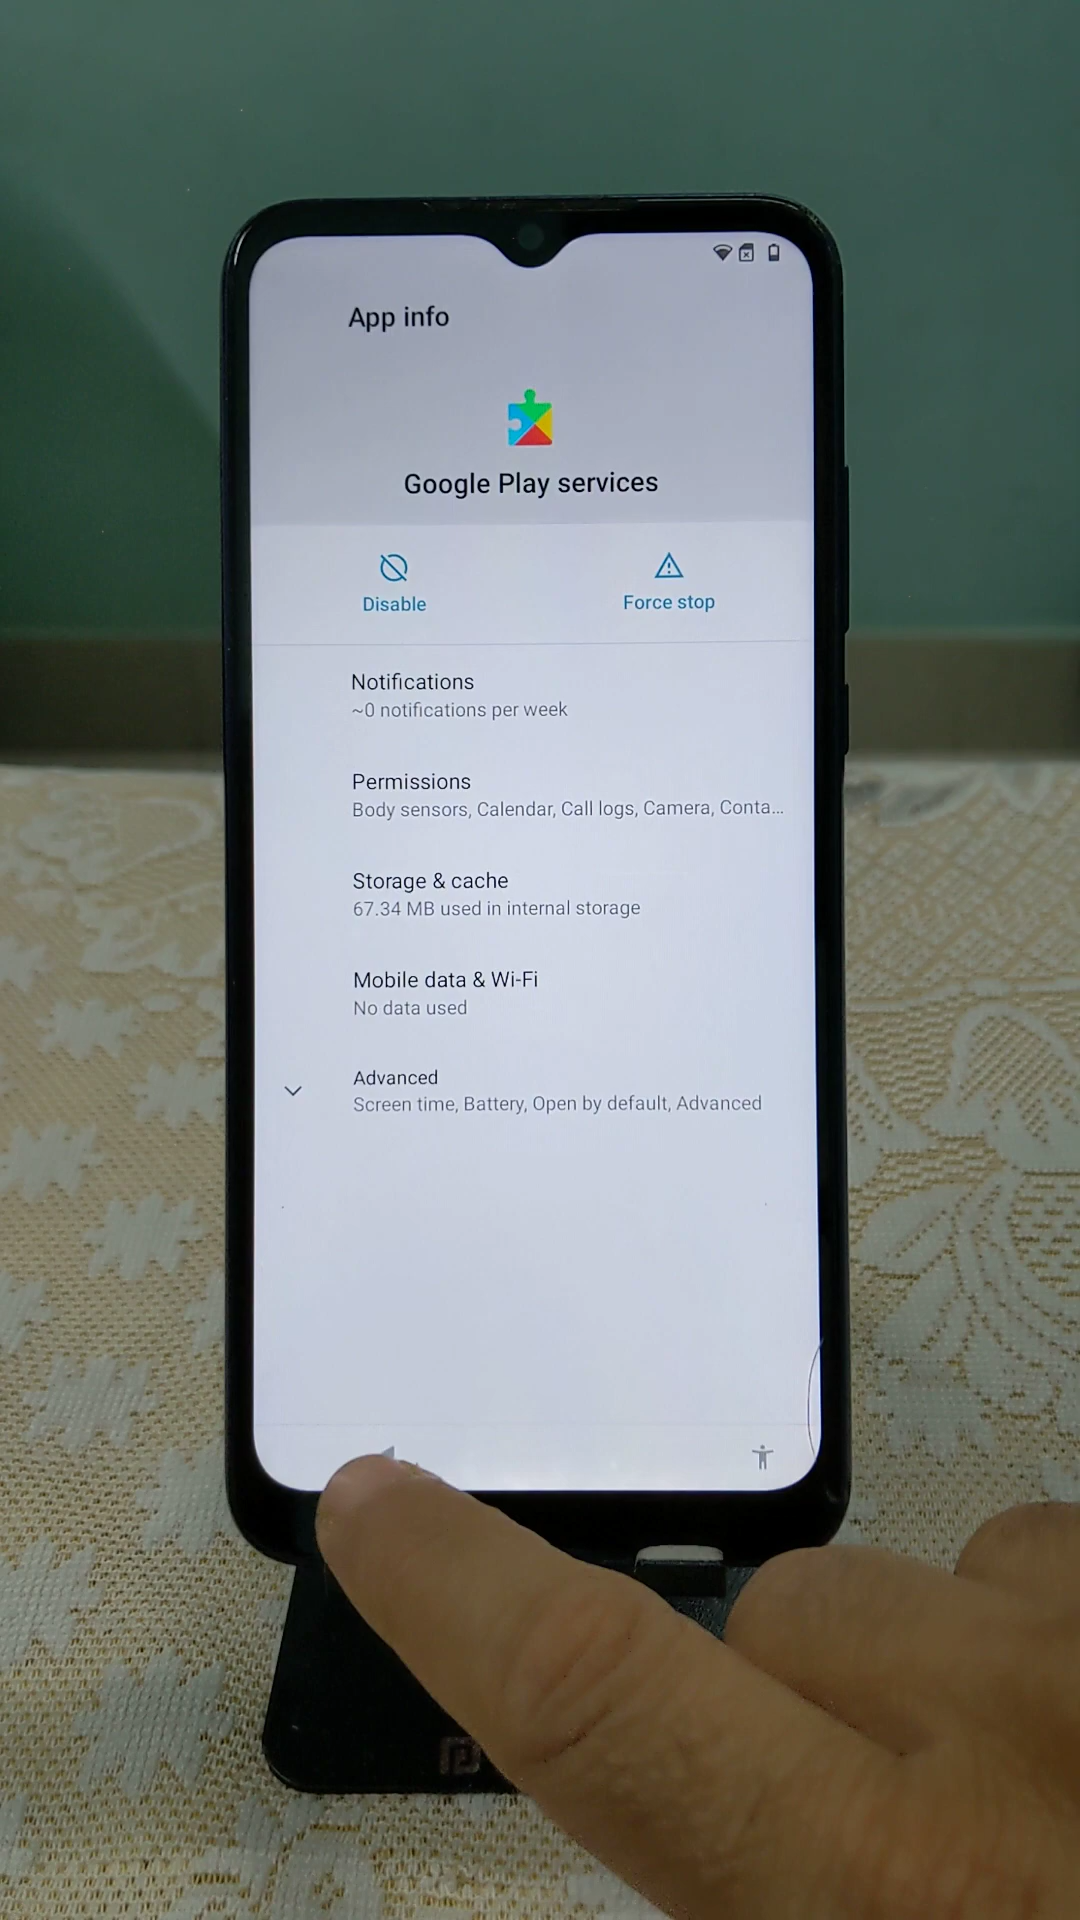 App info
Google Play services
Disable
Force stop
Notifications
~0 notifications per week
Permissions
Body sensors, Calendar, Call logs, Camera, Conta...
Storage & cache
67.34 MB used in internal storage
Mobile data & Wi-Fi
No data used
Advanced
Screen time, Battery, Open by default, Advanced